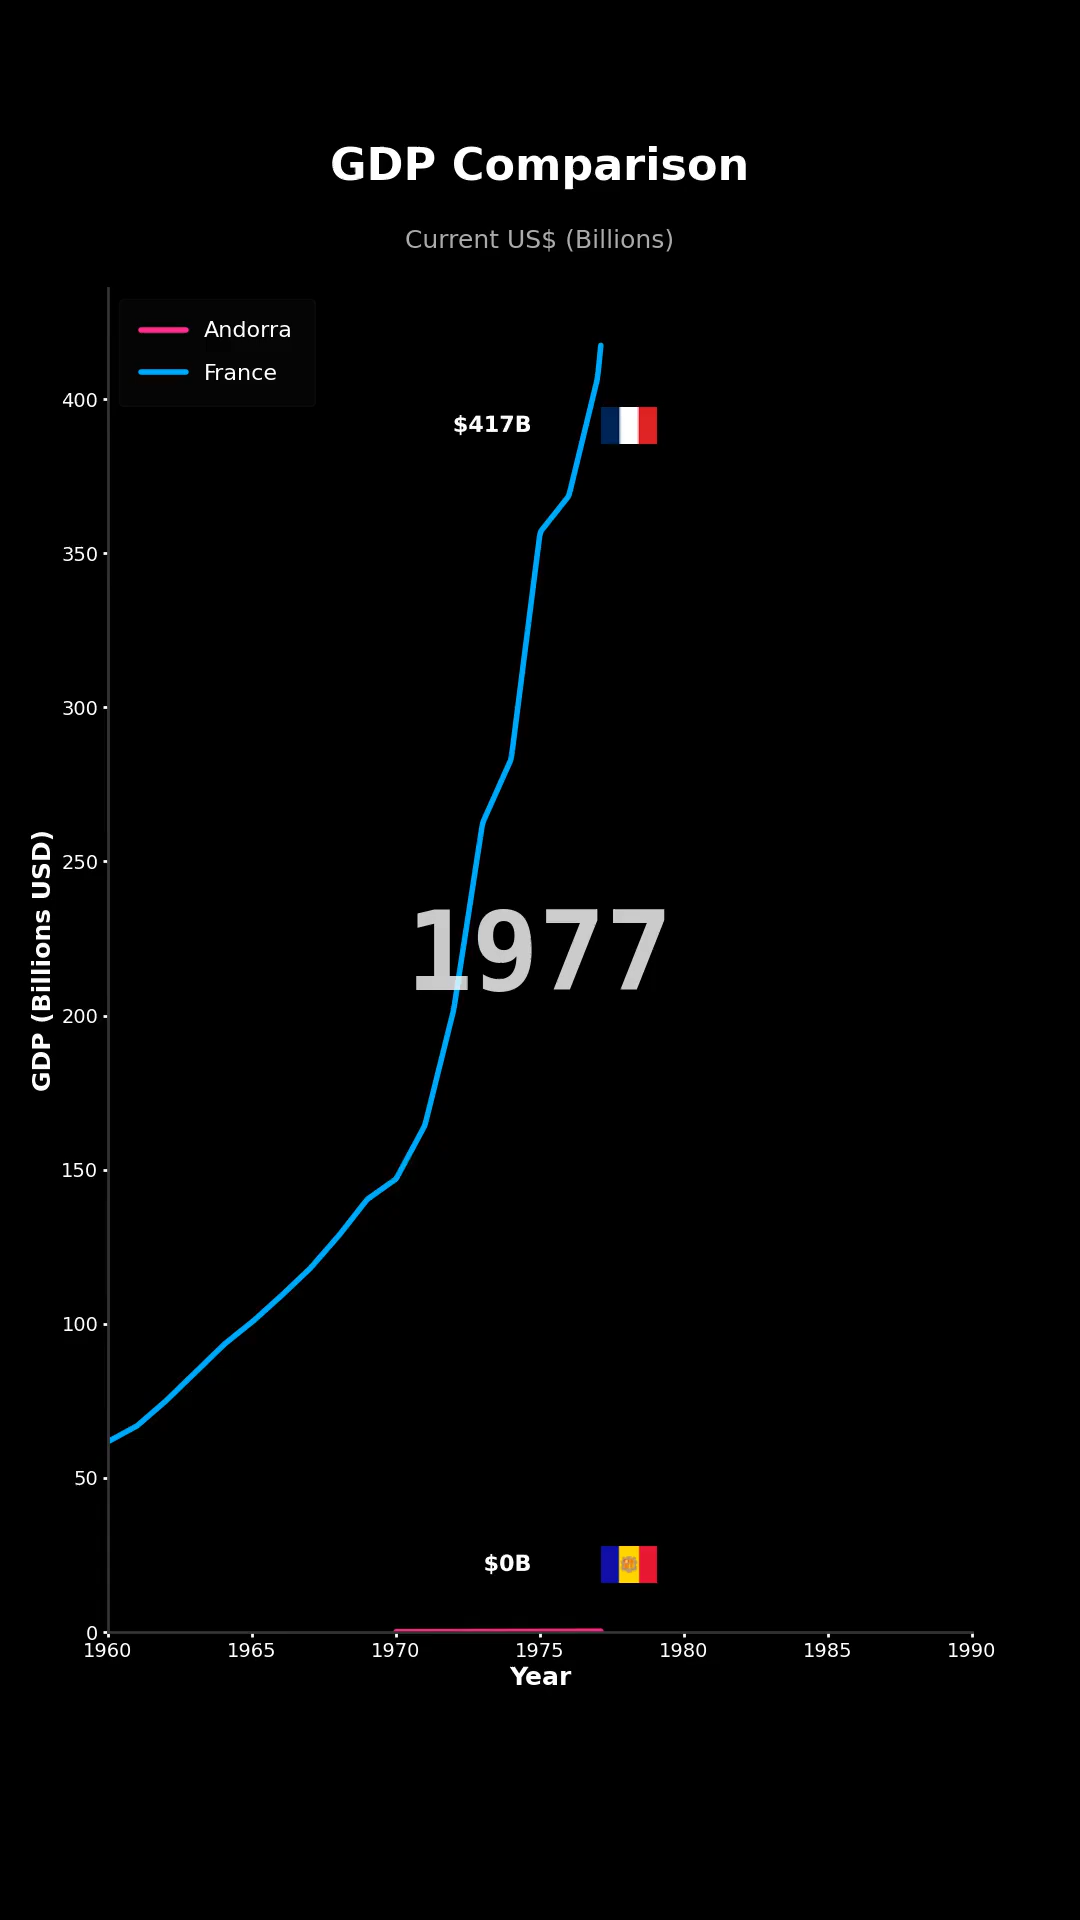 GDP Comparison
Current US$ (Billions)
Andorra
France
400
$417B
350
300
250
1977
200
GDP (Billions USD)
150
100
50
$0B
0
1960 1965 1970 1975 1980 1985 1990
Year